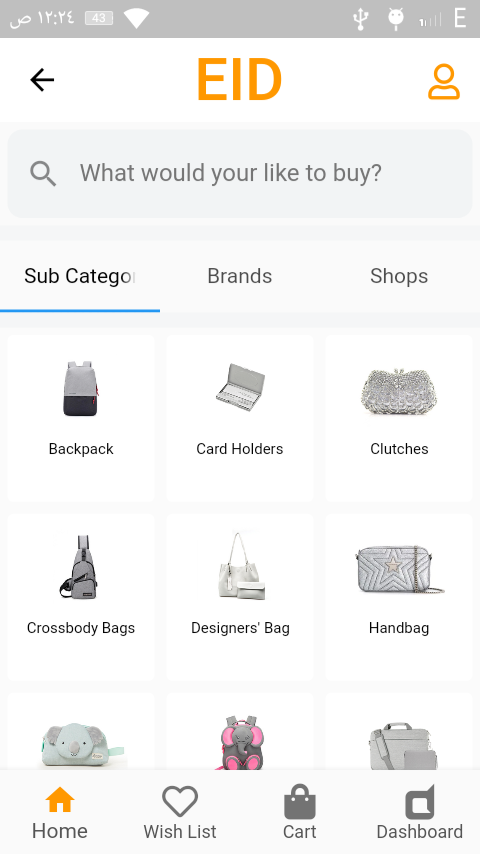 ١٢:٢٤ ص
43
E
EID
What would your like to buy?
Sub Catego
Brands
Shops
Backpack
Card Holders
Clutches
Crossbody Bags
Designers' Bag
Handbag
Home
Wish List
Cart
Dashboard